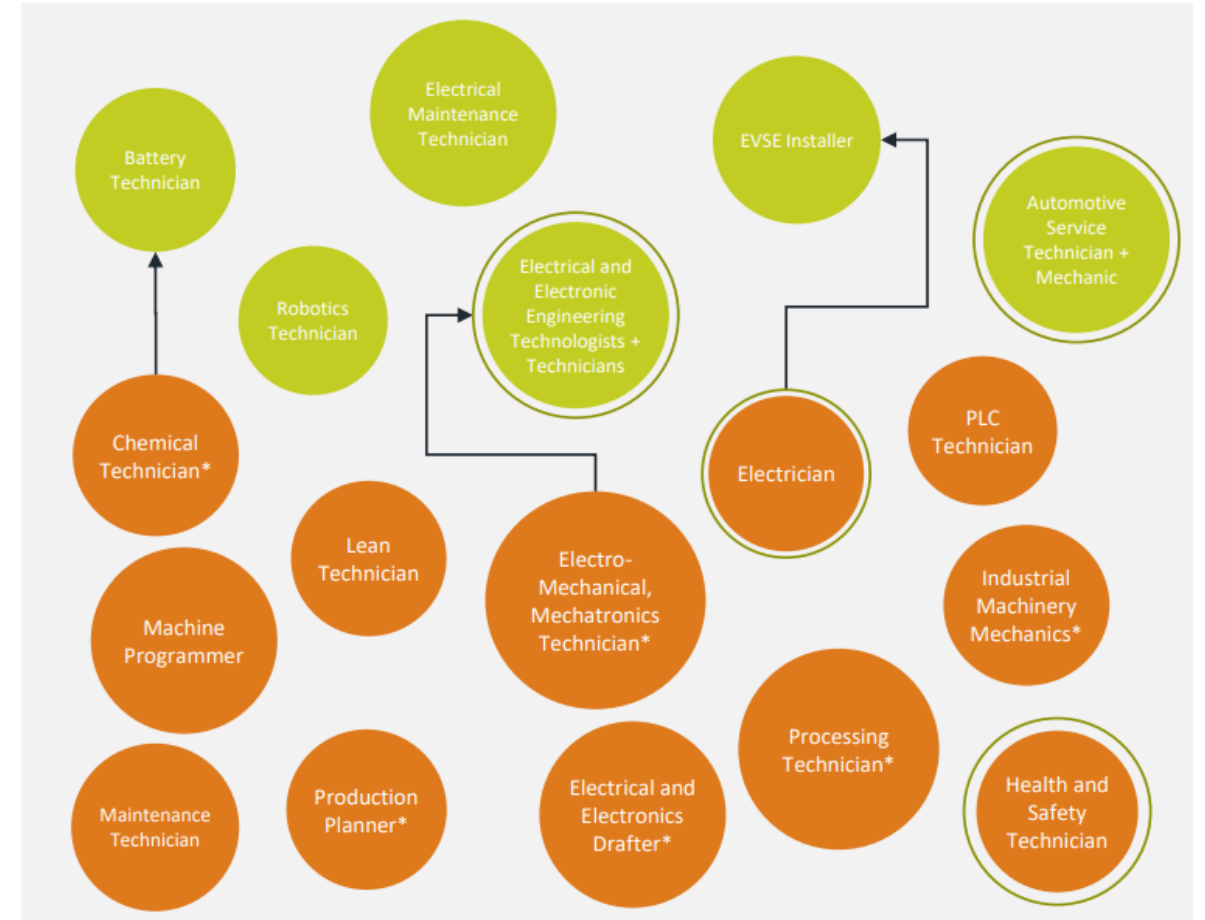 Electrical
Maintenance
Technician
EVSE Installer
Battery
Technician
Automotive
Service
Technician +
Mechanic
Electrical and
Electronic
Engineering
Technologists +
Technicians
Robotics
Technician
PLC
Technician
Chemical
Technician*
Electrician
Lean
Technician
Electro-
Mechanical,
Mechatronics
Technician*
Industrial
Machinery
Mechanics*
Machine
Programmer
Processing
Technician*
Health and
Safety
Technician
Electrical and
Electronics
Drafter*
Production
Planner*
Maintenance
Technician